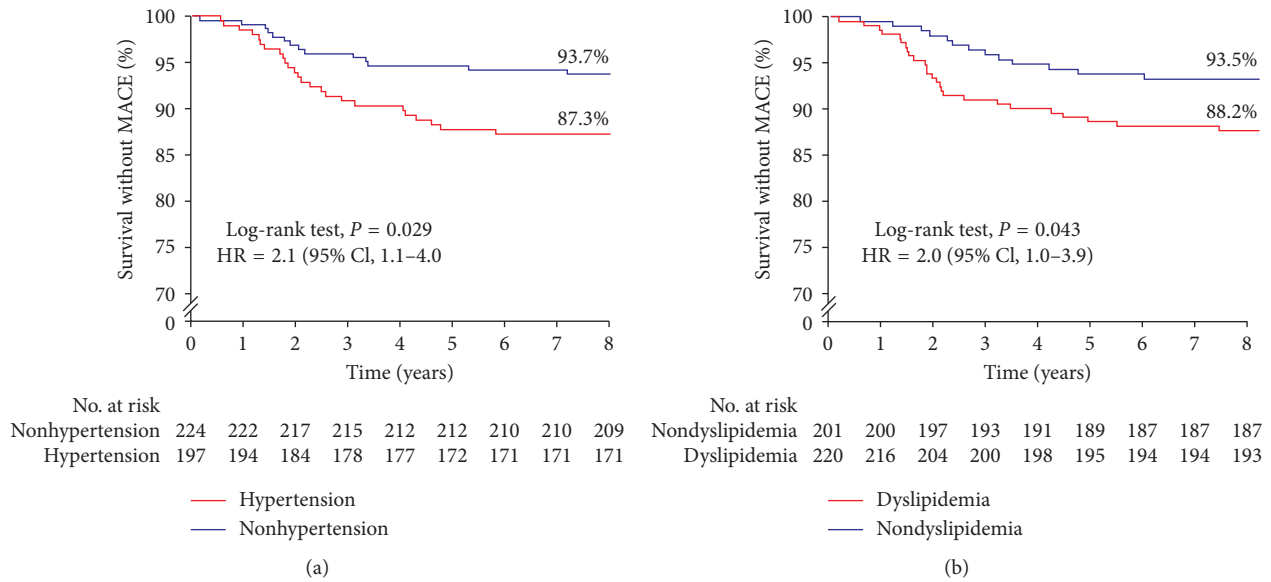 100
95
90
85
80
75
70
0
Survival without MACE (%)
93.7%
87.3%
Log-rank test, P = 0.029
HR = 2.1 (95% Cl, 1.1–4.0
0 1 2 3 4 5 6 7 8
Time (years)
No. at risk
Nonhypertension 224 222 217 215 212 212 210 210 209
Hypertension 197 194 184 178 177 172 171 171 171
Hypertension
Nonhypertension
(a)
100
95
90
85
80
75
70
0
Survival without MACE (%)
93.5%
88.2%
Log-rank test, P = 0.043
HR = 2.0 (95% Cl, 1.0–3.9)
0 1 2 3 4 5 6 7 8
Time (years)
No. at risk
Nondyslipidemia 201 200 197 193 191 189 187 187 187
Dyslipidemia 220 216 204 200 198 195 194 194 193
Dyslipidemia
Nondyslipidemia
(b)